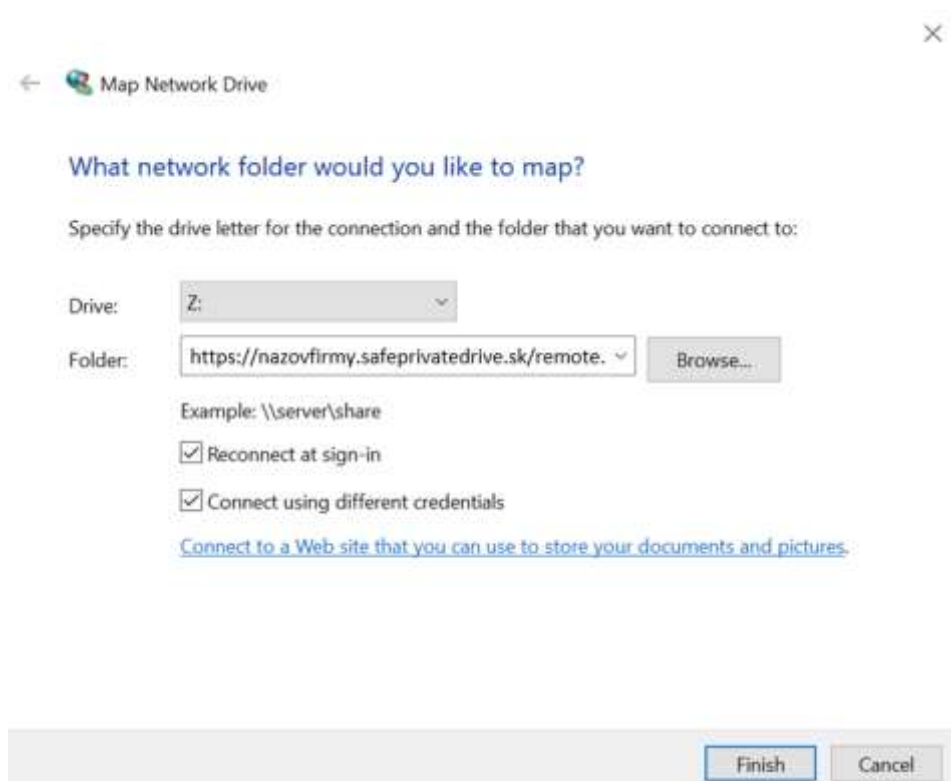 Map Network Drive
What network folder would you like to map?
Specify the drive letter for the connection and the folder that you want to connect to:
Drive: Z:
Folder: https://nazovfirmy.safeprivatedrive.sk/remote. Browse...
Example: \\server\share
Reconnect at sign-in
Connect using different credentials
Connect to a Web site that you can use to store your documents and pictures.
Finish Cancel